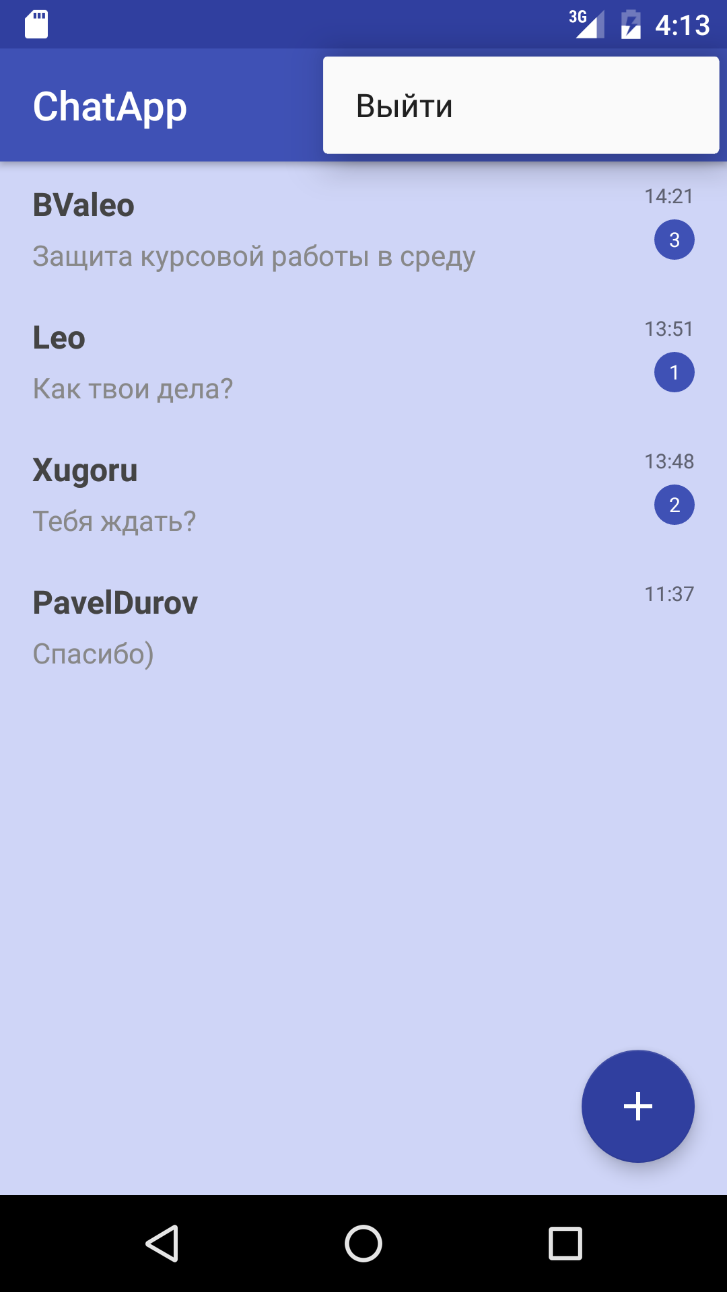 3G 4:13
ChatApp
Выйти
BValeo 14:21
Защита курсовой работы в среду 3
Leo 13:51
Как твои дела? 1
Xugoru 13:48
Тебя ждать? 2
PavelDurov 11:37
Спасибо)
+